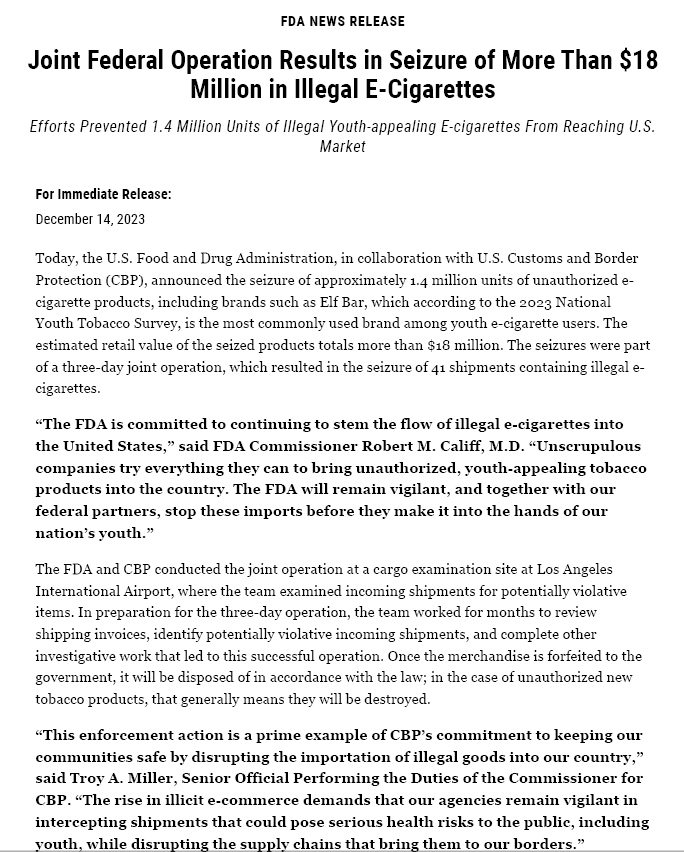 FDA NEWS RELEASE
Joint Federal Operation Results in Seizure of More Than $18
Million in Illegal E-Cigarettes
Efforts Prevented 1.4 Million Units of Illegal Youth-appealing E-cigarettes From Reaching U.S.
Market
For Immediate Release:
December 14, 2023
Today, the U.S. Food and Drug Administration, in collaboration with U.S. Customs and Border
Protection (CBP), announced the seizure of approximately 1.4 million units of unauthorized e-
cigarette products, including brands such as Elf Bar, which according to the 2023 National
Youth Tobacco Survey, is the most commonly used brand among youth e-cigarette users. The
estimated retail value of the seized products totals more than $18 million. The seizures were part
of a three-day joint operation, which resulted in the seizure of 41 shipments containing illegal e-
cigarettes.
“The FDA is committed to continuing to stem the flow of illegal e-cigarettes into
the United States,” said FDA Commissioner Robert M. Califf, M.D. “Unscrupulous
companies try everything they can to bring unauthorized, youth-appealing tobacco
products into the country. The FDA will remain vigilant, and together with our
federal partners, stop these imports before they make it into the hands of our
nation’s youth.”
The FDA and CBP conducted the joint operation at a cargo examination site at Los Angeles
International Airport, where the team examined incoming shipments for potentially violative
items. In preparation for the three-day operation, the team worked for months to review
shipping invoices, identify potentially violative incoming shipments, and complete other
investigative work that led to this successful operation. Once the merchandise is forfeited to the
government, it will be disposed of in accordance with the law; in the case of unauthorized new
tobacco products, that generally means they will be destroyed.
“This enforcement action is a prime example of CBP’s commitment to keeping our
communities safe by disrupting the importation of illegal goods into our country,”
said Troy A. Miller, Senior Official Performing the Duties of the Commissioner for
CBP. “The rise in illicit e-commerce demands that our agencies remain vigilant in
intercepting shipments that could pose serious health risks to the public, including
youth, while disrupting the supply chains that bring them to our borders.”